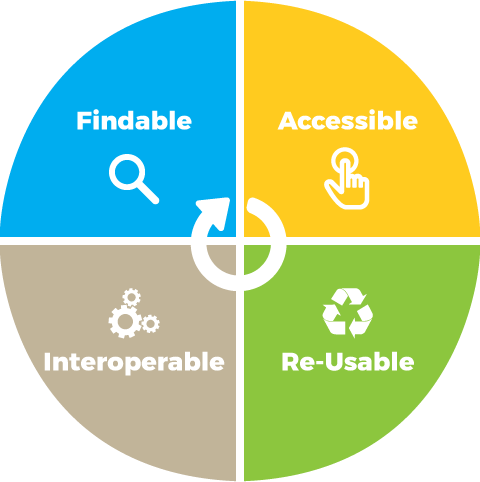 Findable
Accessible
Interoperable
Re-Usable